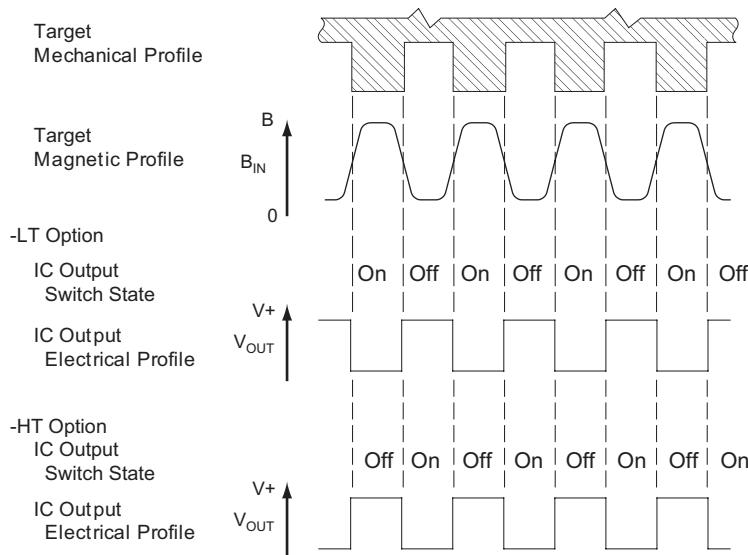 Target
Mechanical Profile
Target
Magnetic Profile
B
B_IN
0
-LT Option
IC Output
Switch State
On Off On Off On Off On Off
IC Output
Electrical Profile
V+
V_OUT
-HT Option
IC Output
Switch State
Off On Off On Off On Off On
IC Output
Electrical Profile
V+
V_OUT